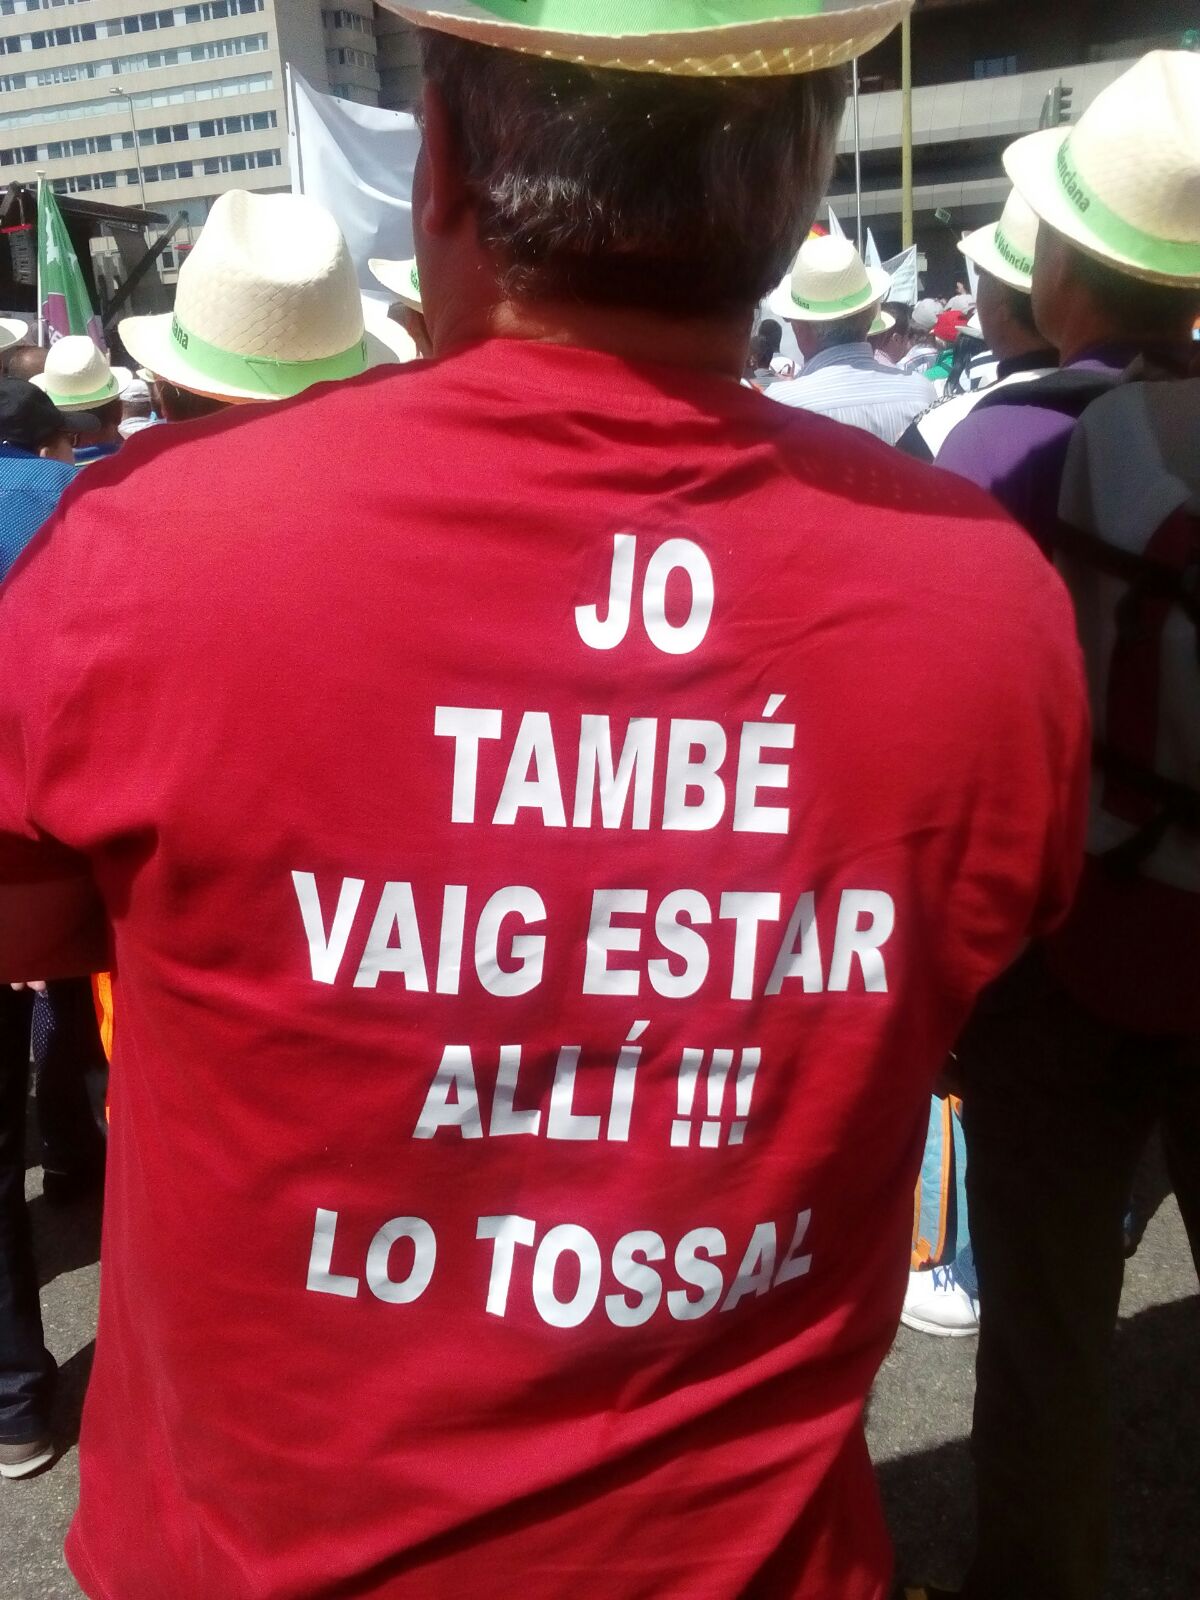 JO
TAMBÉ
VAIG ESTAR
ALLÍ !!!
LO TOSSAL